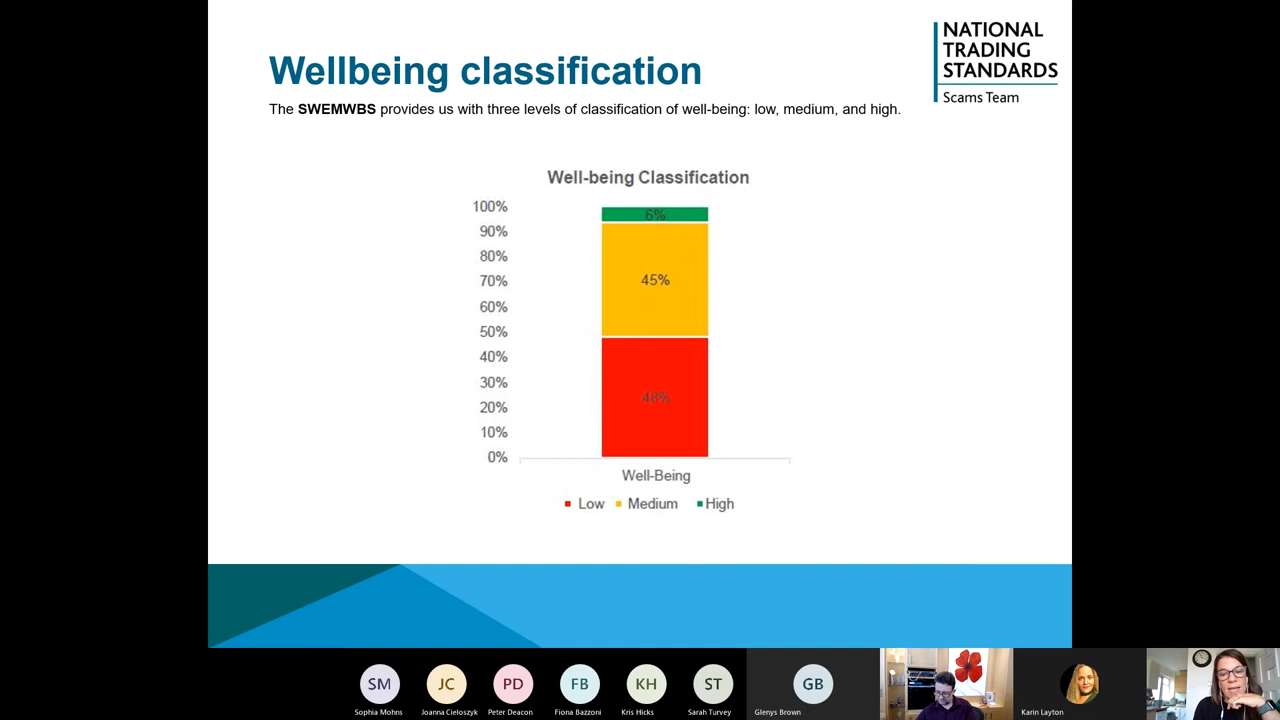 Wellbeing classification
The SWEMWBS provides us with three levels of classification of well-being: low, medium, and high.
NATIONAL
TRADING
STANDARDS
Scams Team
Well-being Classification
100%
90%
80%
70%
60%
50%
40%
30%
20%
10%
0%
6%
45%
48%
Well-Being
Low Medium High
SM JC PD FB KH ST GB
Sophia Mohns Joanna Cieloszyk Peter Deacon Fiona Bazzoni Kris Hicks Sarah Turvey Glenys Brown Karin Layton